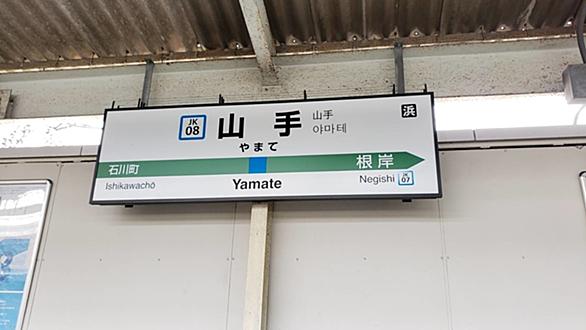 JK 08 山手 山手 浜
야마테
やまて
石川町 根岸
Ishikawachō Yamate Negishi JK 07